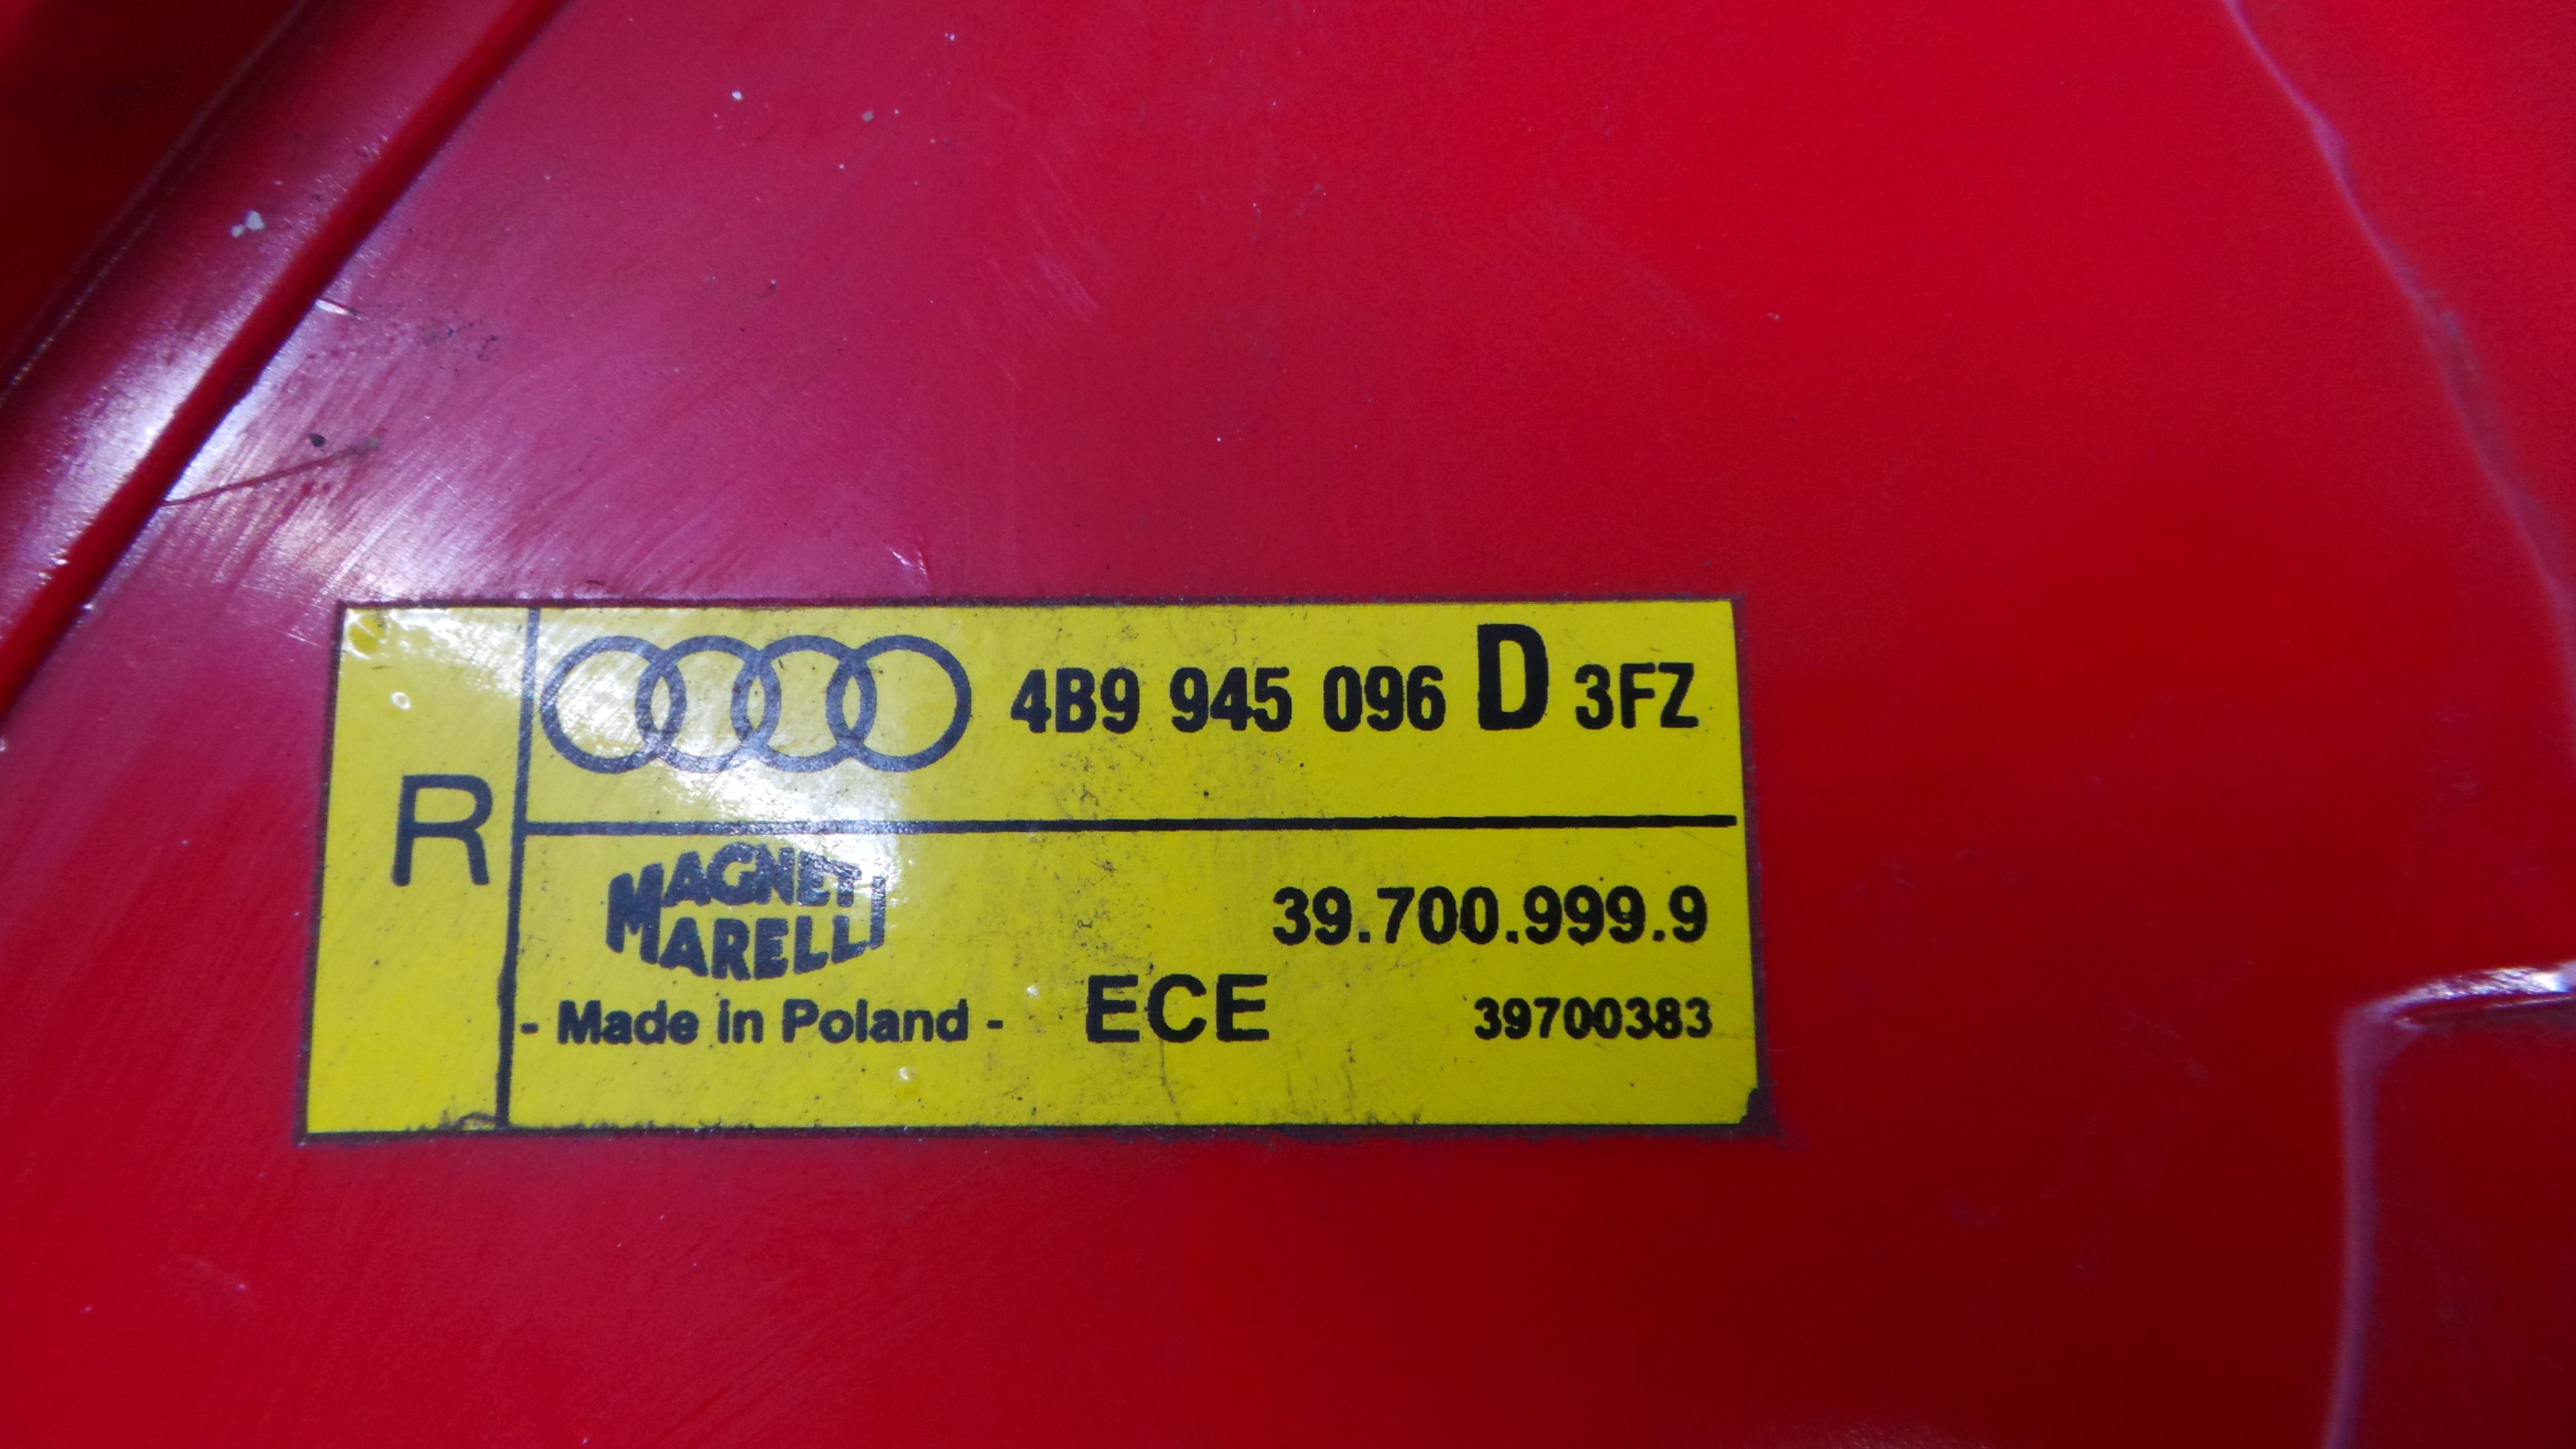 R
4B9 945 096 D 3FZ
MAGNETI
MARELLI
39.700.999.9
- Made in Poland - ECE 39700383